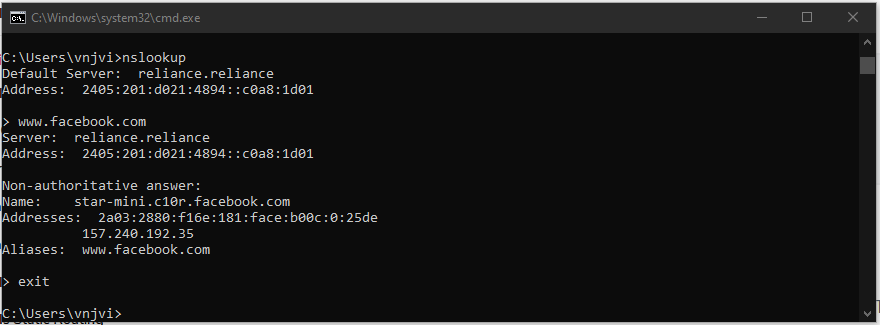 C:\Windows\system32\cmd.exe
C:\Users\vnjvi>nslookup
Default Server:  reliance.reliance
Address:  2405:201:d021:4894::c0a8:1d01
> www.facebook.com
Server:  reliance.reliance
Address:  2405:201:d021:4894::c0a8:1d01
Non-authoritative answer:
Name:    star-mini.c10r.facebook.com
Addresses:  2a03:2880:f16e:181:face:b00c:0:25de
          157.240.192.35
Aliases:  www.facebook.com
> exit
C:\Users\vnjvi>